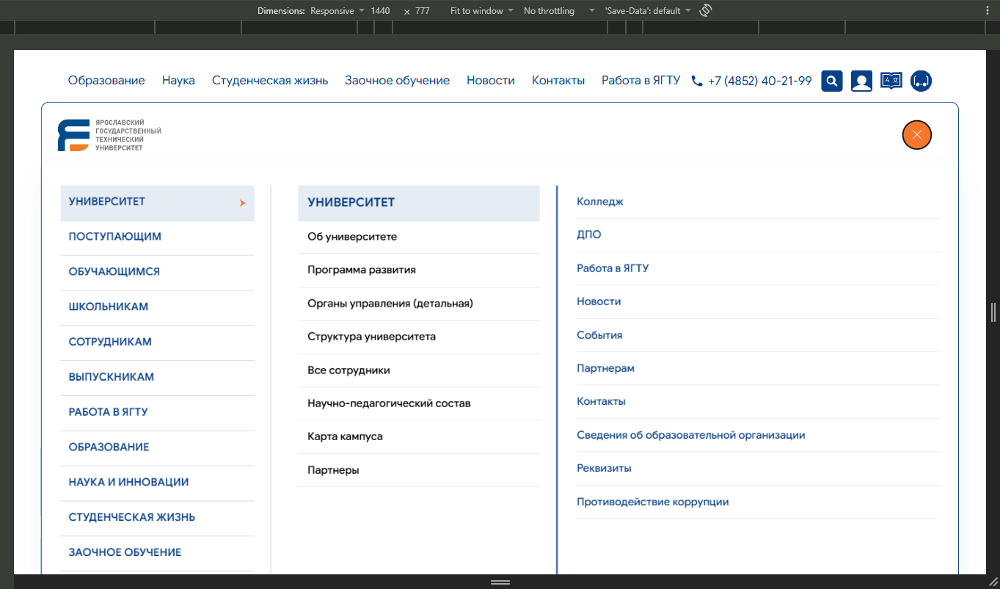 Dimensions: Responsive 1440 x 777 Fit to window No throttling 'Save-Data': default
Образование Наука Студенческая жизнь Заочное обучение Новости Контакты Работа в ЯГТУ +7 (4852) 40-21-99
ЯРОСЛАВСКИЙ
ГОСУДАРСТВЕННЫЙ
ТЕХНИЧЕСКИЙ
УНИВЕРСИТЕТ
УНИВЕРСИТЕТ
ПОСТУПАЮЩИМ
ОБУЧАЮЩИМСЯ
ШКОЛЬНИКАМ
СОТРУДНИКАМ
ВЫПУСКНИКАМ
РАБОТА В ЯГТУ
ОБРАЗОВАНИЕ
НАУКА И ИННОВАЦИИ
СТУДЕНЧЕСКАЯ ЖИЗНЬ
ЗАОЧНОЕ ОБУЧЕНИЕ
УНИВЕРСИТЕТ
Об университете
Программа развития
Органы управления (детальная)
Структура университета
Все сотрудники
Научно-педагогический состав
Карта кампуса
Партнеры
Колледж
ДПО
Работа в ЯГТУ
Новости
События
Партнерам
Контакты
Сведения об образовательной организации
Реквизиты
Противодействие коррупции